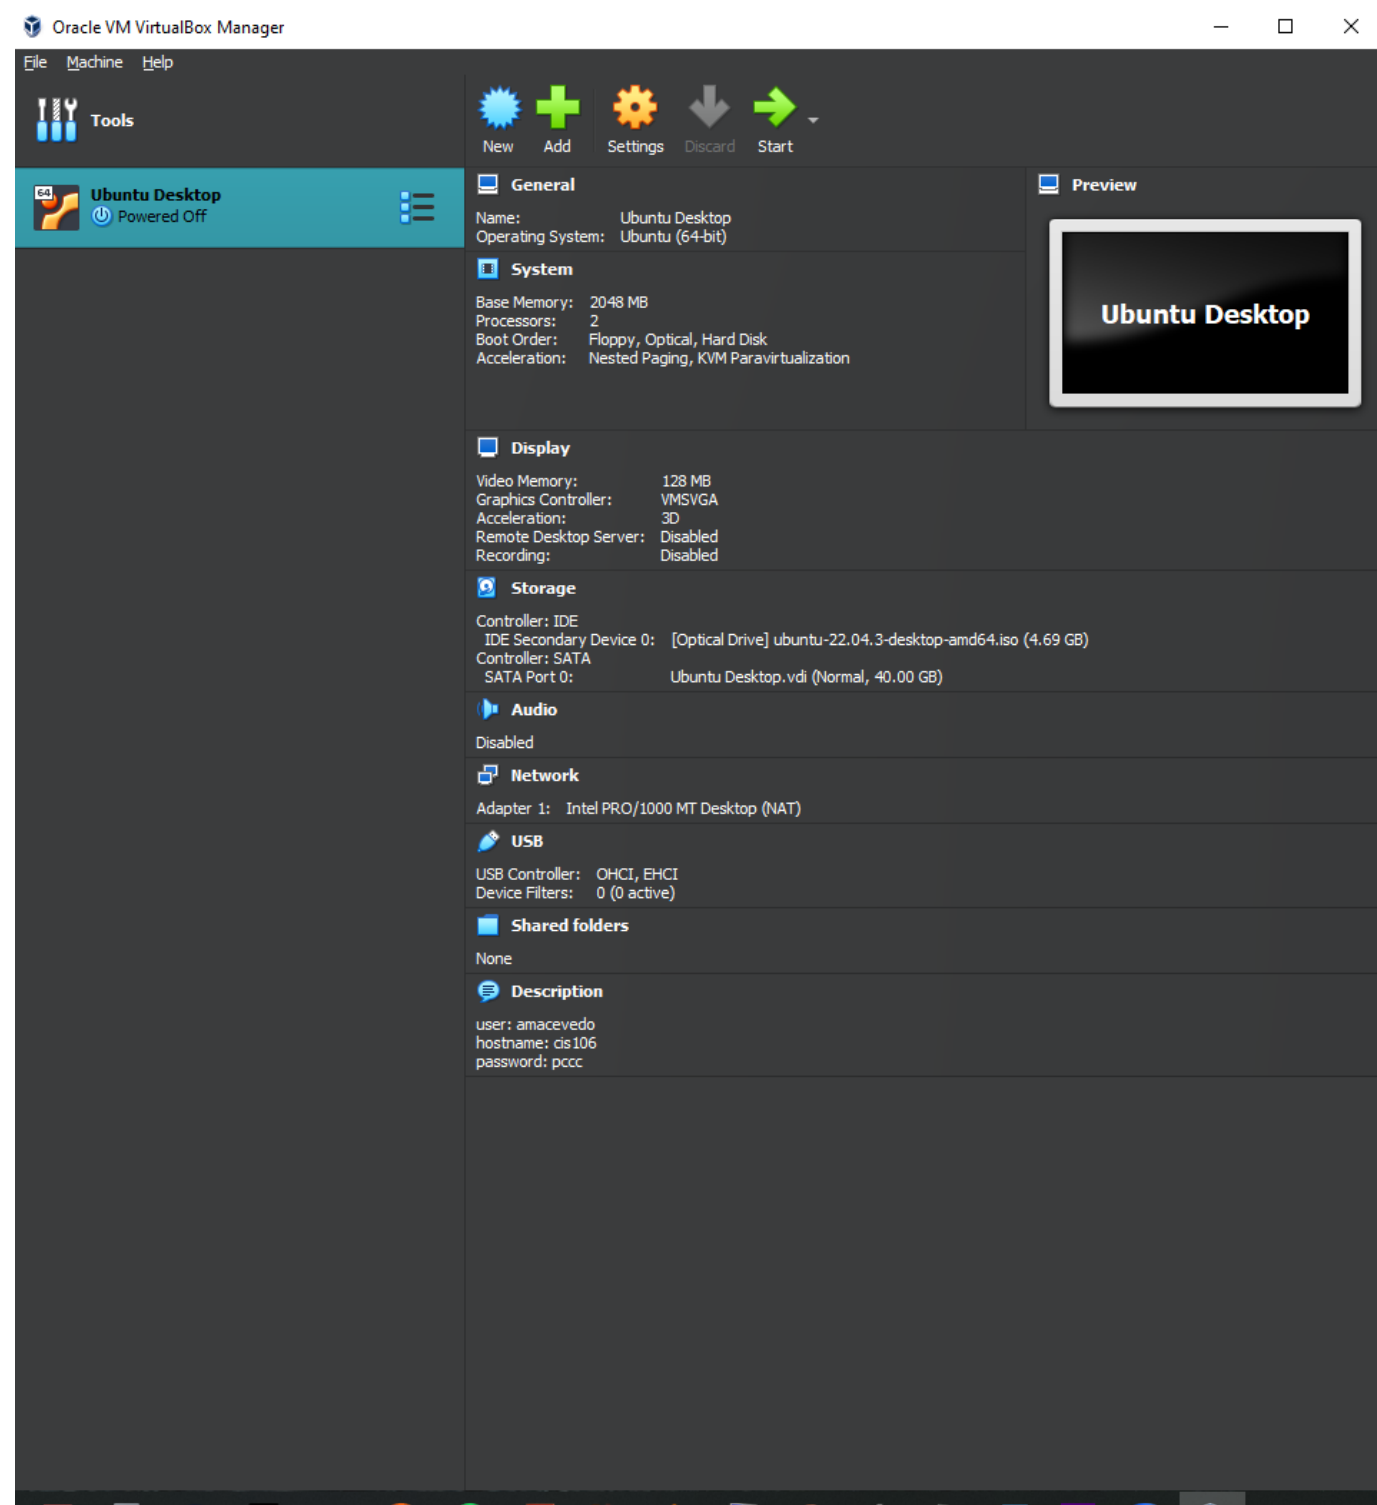 Oracle VM VirtualBox Manager
File Machine Help
Tools
New Add Settings Discard Start
64
Ubuntu Desktop
Powered Off
General
Name: Ubuntu Desktop
Operating System: Ubuntu (64-bit)
Preview
Ubuntu Desktop
System
Base Memory: 2048 MB
Processors: 2
Boot Order: Floppy, Optical, Hard Disk
Acceleration: Nested Paging, KVM Paravirtualization
Display
Video Memory: 128 MB
Graphics Controller: VMSVGA
Acceleration: 3D
Remote Desktop Server: Disabled
Recording: Disabled
Storage
Controller: IDE
IDE Secondary Device 0: [Optical Drive] ubuntu-22.04.3-desktop-amd64.iso (4.69 GB)
Controller: SATA
SATA Port 0: Ubuntu Desktop.vdi (Normal, 40.00 GB)
Audio
Disabled
Network
Adapter 1: Intel PRO/1000 MT Desktop (NAT)
USB
USB Controller: OHCI, EHCI
Device Filters: 0 (0 active)
Shared folders
None
Description
user: amacevedo
hostname: cis106
password: pccc